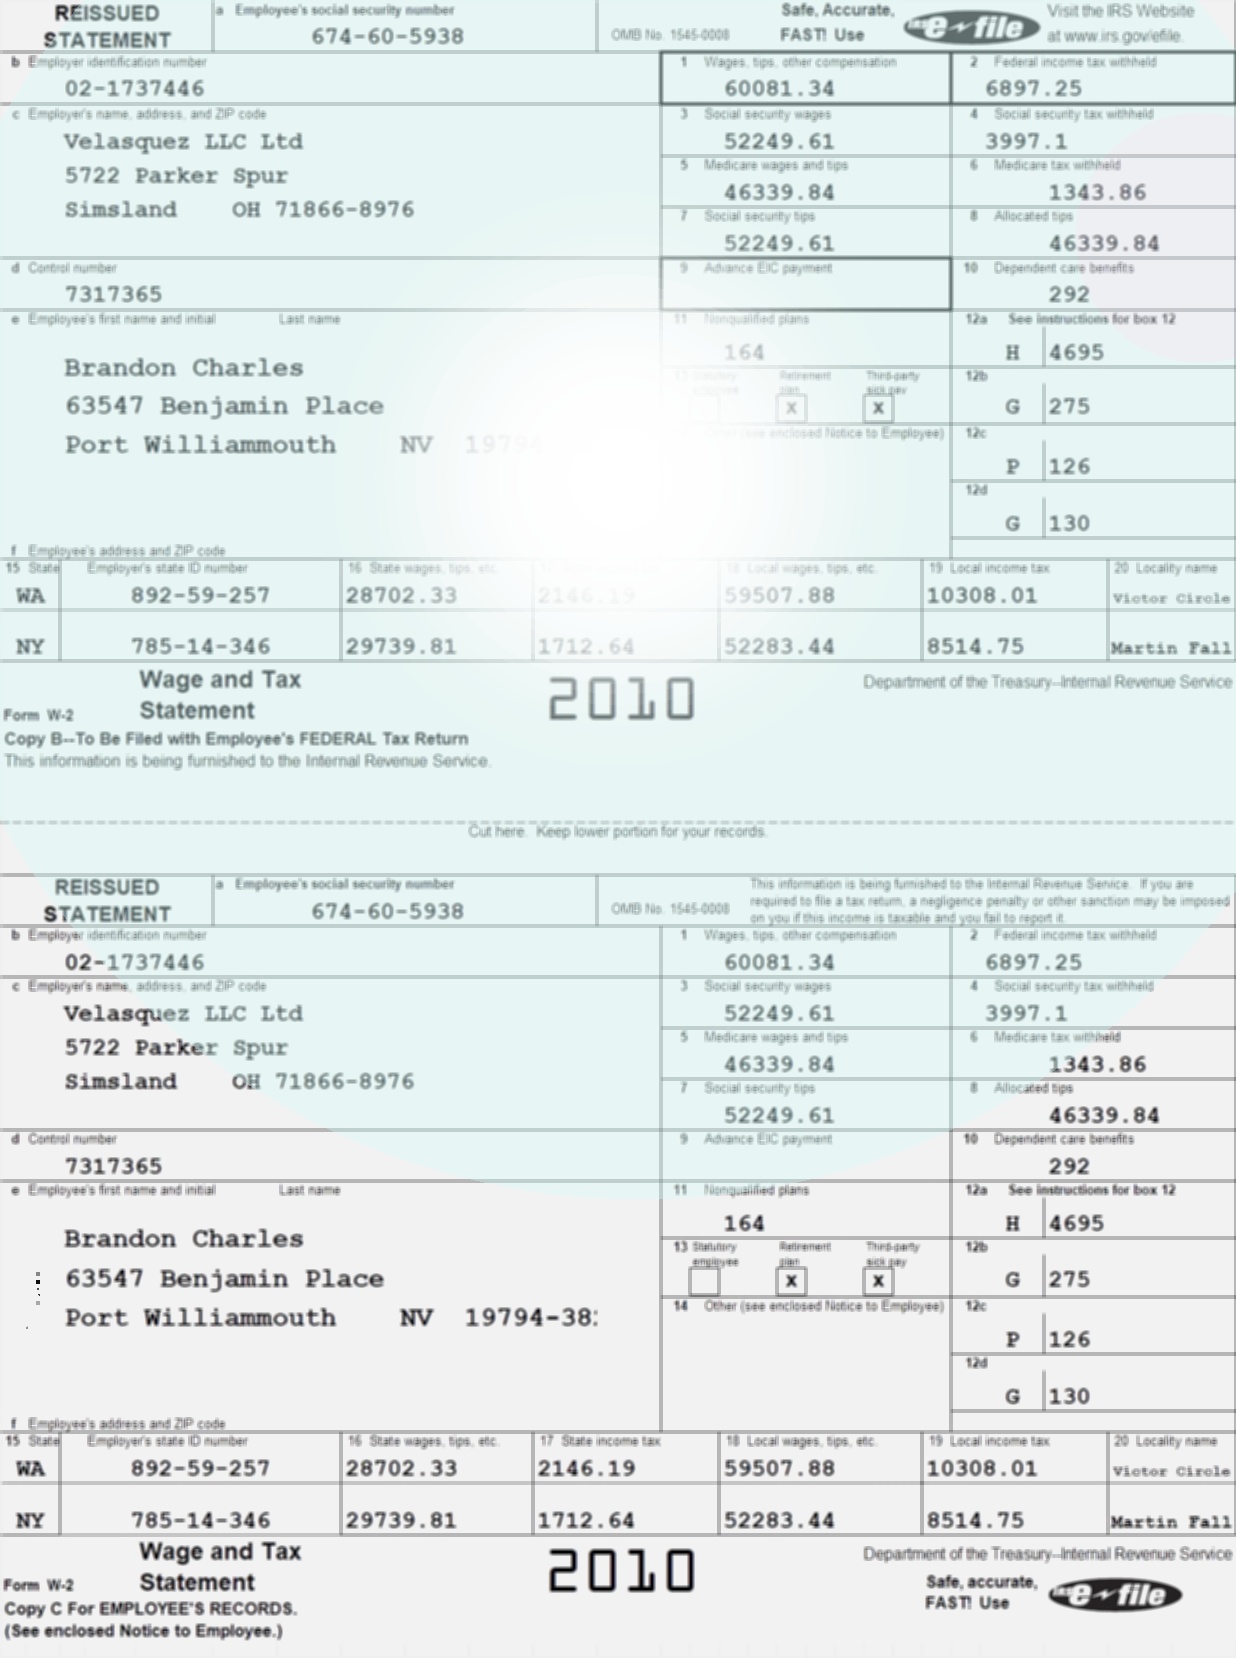 REISSUED STATEMENT
a Employee's social security number
674-60-5938
OMB No. 1545-0008
Safe, Accurate, FAST! Use
IRS e-file
Visit the IRS Website at www.irs.gov/efile.
b Employer identification number
02-1737446
1 Wages, tips, other compensation
60081.34
2 Federal income tax withheld
6897.25
c Employer's name, address, and ZIP code
Velasquez LLC Ltd
5722 Parker Spur
Simsland OH 71866-8976
3 Social security wages
52249.61
4 Social security tax withheld
3997.1
5 Medicare wages and tips
46339.84
6 Medicare tax withheld
1343.86
7 Social security tips
52249.61
8 Allocated tips
46339.84
d Control number
7317365
9 Advance EIC payment
10 Dependent care benefits
292
e Employee's first name and initial Last name
Brandon Charles
63547 Benjamin Place
Port Williammouth NV 19794
11 Nonqualified plans
164
12a See instructions for box 12
H 4695
13 Statutory employee
Retirement plan
X
Third-party sick pay
X
12b
G 275
(see enclosed Notice to Employee)
12c
P 126
12d
G 130
f Employee's address and ZIP code
15 State Employer's state ID number 16 State wages, tips, etc. 18 Local wages, tips, etc. 19 Local income tax 20 Locality name
WA 892-59-257 28702.33 2146.19 59507.88 10308.01 Victor Circle
NY 785-14-346 29739.81 1712.64 52283.44 8514.75 Martin Fall
Form W-2 Wage and Tax Statement
2010
Department of the Treasury--Internal Revenue Service
Copy B--To Be Filed with Employee's FEDERAL Tax Return
This information is being furnished to the Internal Revenue Service.
Cut here. Keep lower portion for your records.
REISSUED STATEMENT
a Employee's social security number
674-60-5938
OMB No. 1545-0008
This information is being furnished to the Internal Revenue Service. If you are
required to file a tax return, a negligence penalty or other sanction may be imposed
on you if this income is taxable and you fail to report it.
b Employer identification number
02-1737446
1 Wages, tips, other compensation
60081.34
2 Federal income tax withheld
6897.25
c Employer's name, address, and ZIP code
Velasquez LLC Ltd
5722 Parker Spur
Simsland OH 71866-8976
3 Social security wages
52249.61
4 Social security tax withheld
3997.1
5 Medicare wages and tips
46339.84
6 Medicare tax withheld
1343.86
7 Social security tips
52249.61
8 Allocated tips
46339.84
d Control number
7317365
9 Advance EIC payment
10 Dependent care benefits
292
e Employee's first name and initial Last name
Brandon Charles
63547 Benjamin Place
Port Williammouth NV 19794-38
11 Nonqualified plans
164
12a See instructions for box 12
H 4695
13 Statutory employee
Retirement plan
X
Third-party sick pay
X
12b
G 275
14 Other (see enclosed Notice to Employee)
12c
P 126
12d
G 130
f Employee's address and ZIP code
15 State Employer's state ID number 16 State wages, tips, etc. 17 State income tax 18 Local wages, tips, etc. 19 Local income tax 20 Locality name
WA 892-59-257 28702.33 2146.19 59507.88 10308.01 Victor Circle
NY 785-14-346 29739.81 1712.64 52283.44 8514.75 Martin Fall
Form W-2 Wage and Tax Statement
2010
Department of the Treasury--Internal Revenue Service
Safe, accurate, FAST! Use
IRS e-file
Copy C For EMPLOYEE'S RECORDS.
(See enclosed Notice to Employee.)